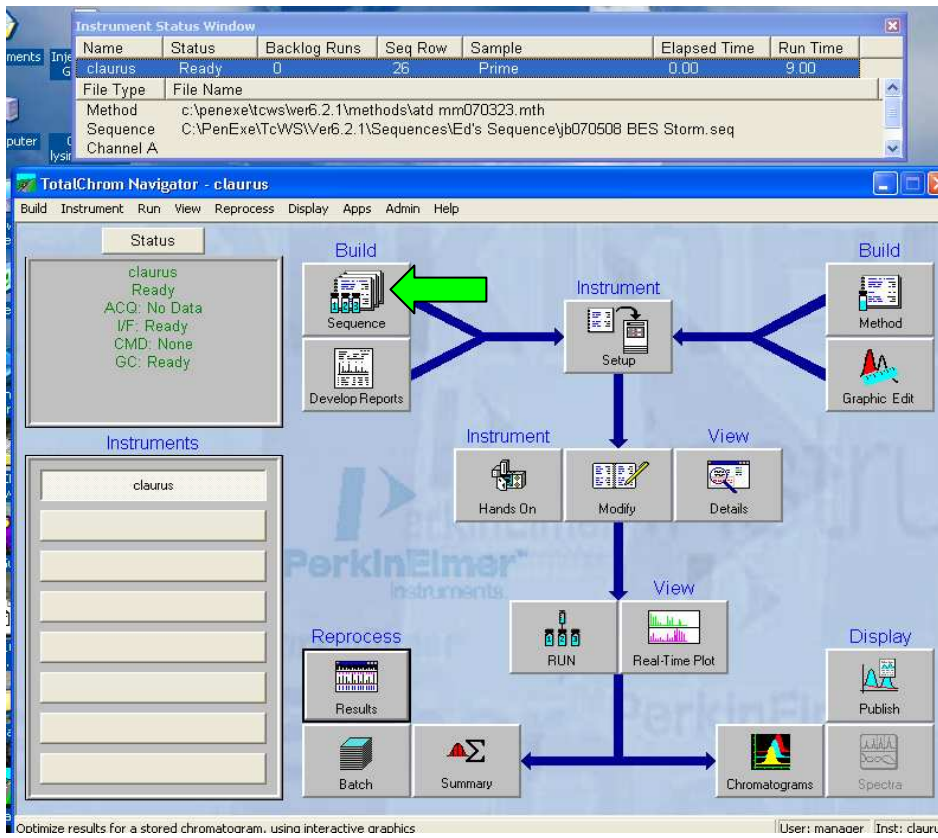 Instrument Status Window
Name Status Backlog Runs Seq Row Sample Elapsed Time Run Time
claurus Ready 0 26 Prime 0.00 9.00
File Type File Name
Method c:\penexe\tcws\ver6.2.1\methods\atd mm070323.mth
Sequence C:\PenExe\TcWS\Ver6.2.1\Sequences\Ed's Sequence\jb070508 BES Storm.seq
Channel A
ments Inje
G
puter
lysin
TotalChrom Navigator - claurus
Build Instrument Run View Reprocess Display Apps Admin Help
Status
claurus
Ready
ACQ: No Data
I/F: Ready
CMD: None
GC: Ready
Build
Sequence
Develop Reports
Instrument
Setup
Build
Method
Graphic Edit
Instruments
claurus
Instrument
Hands On
Modify
View
Details
PerkinElmer
instruments.
RUN
View
Real-Time Plot
Reprocess
Results
Batch
Summary
Display
Publish
Chromatograms
Spectra
Optimize results for a stored chromatogram, using interactive graphics
User: manager Inst: clauru